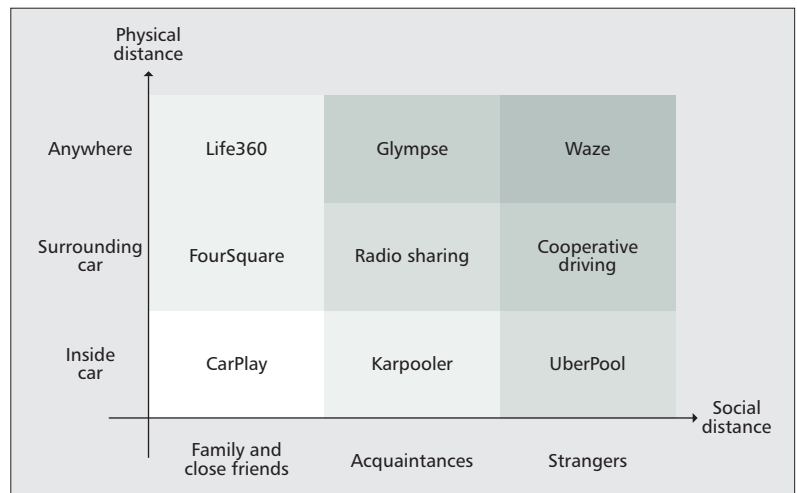 Physical
distance
Anywhere
Life360
Glympse
Waze
Surrounding
car
FourSquare
Radio sharing
Cooperative
driving
Inside
car
CarPlay
Karpooler
UberPool
Social
distance
Family and
close friends
Acquaintances
Strangers